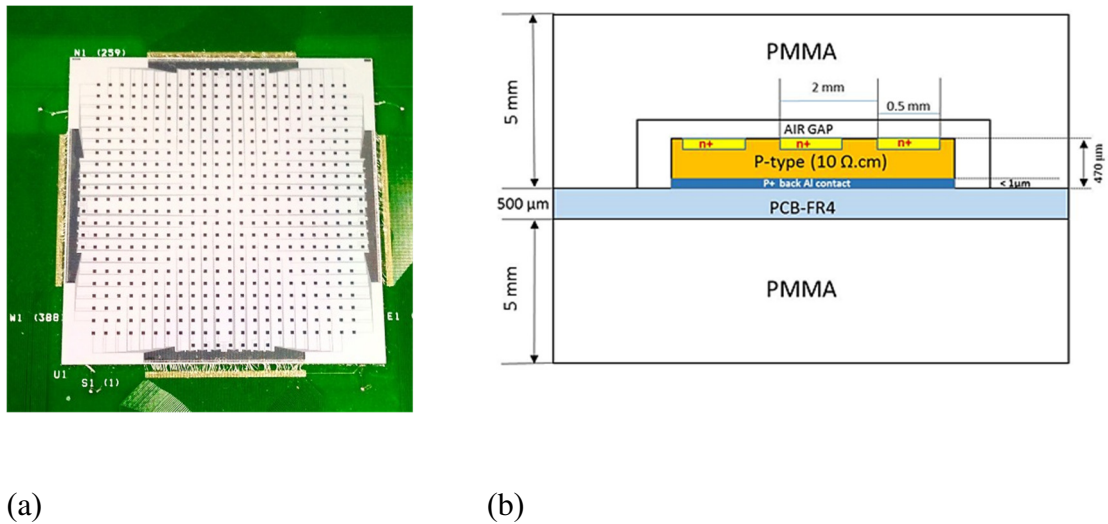 N1 (259)
W1 (388)
E1 (
U1
S1 (1)
PMMA
5 mm
2 mm
0.5 mm
AIR GAP
n+
n+
n+
P-type (10 Ω.cm)
470 μm
P+ back Al contact
< 1μm
500 μm
PCB-FR4
5 mm
PMMA
(a)
(b)